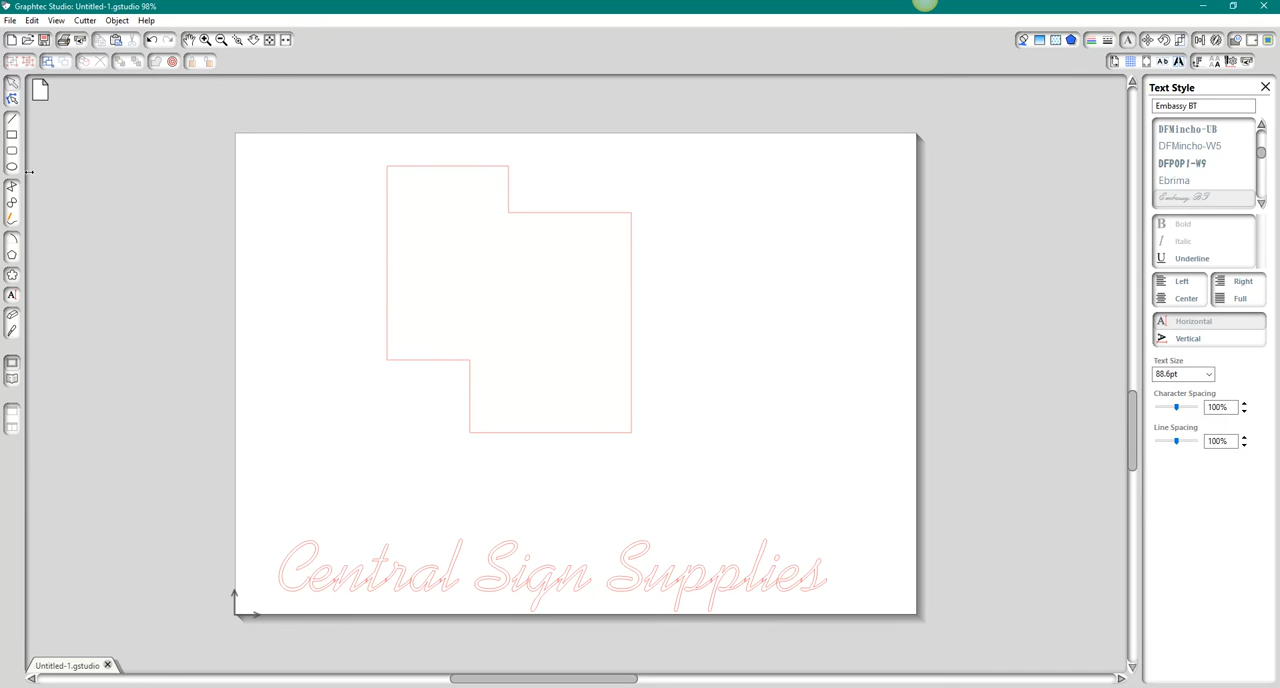 Graphtec Studio: Untitled-1.gstudio 98%
File Edit View Cutter Object Help
Text Style
Embassy BT
DFMincho-UB
DFMincho-W5
DFPOP1-W9
Ebrima
Embassy BT
B Bold
I Italic
U Underline
Left Right
Center Full
A Horizontal
A Vertical
Text Size
88.6pt
Character Spacing
100%
Line Spacing
100%
Central Sign Supplies
Untitled-1.gstudio